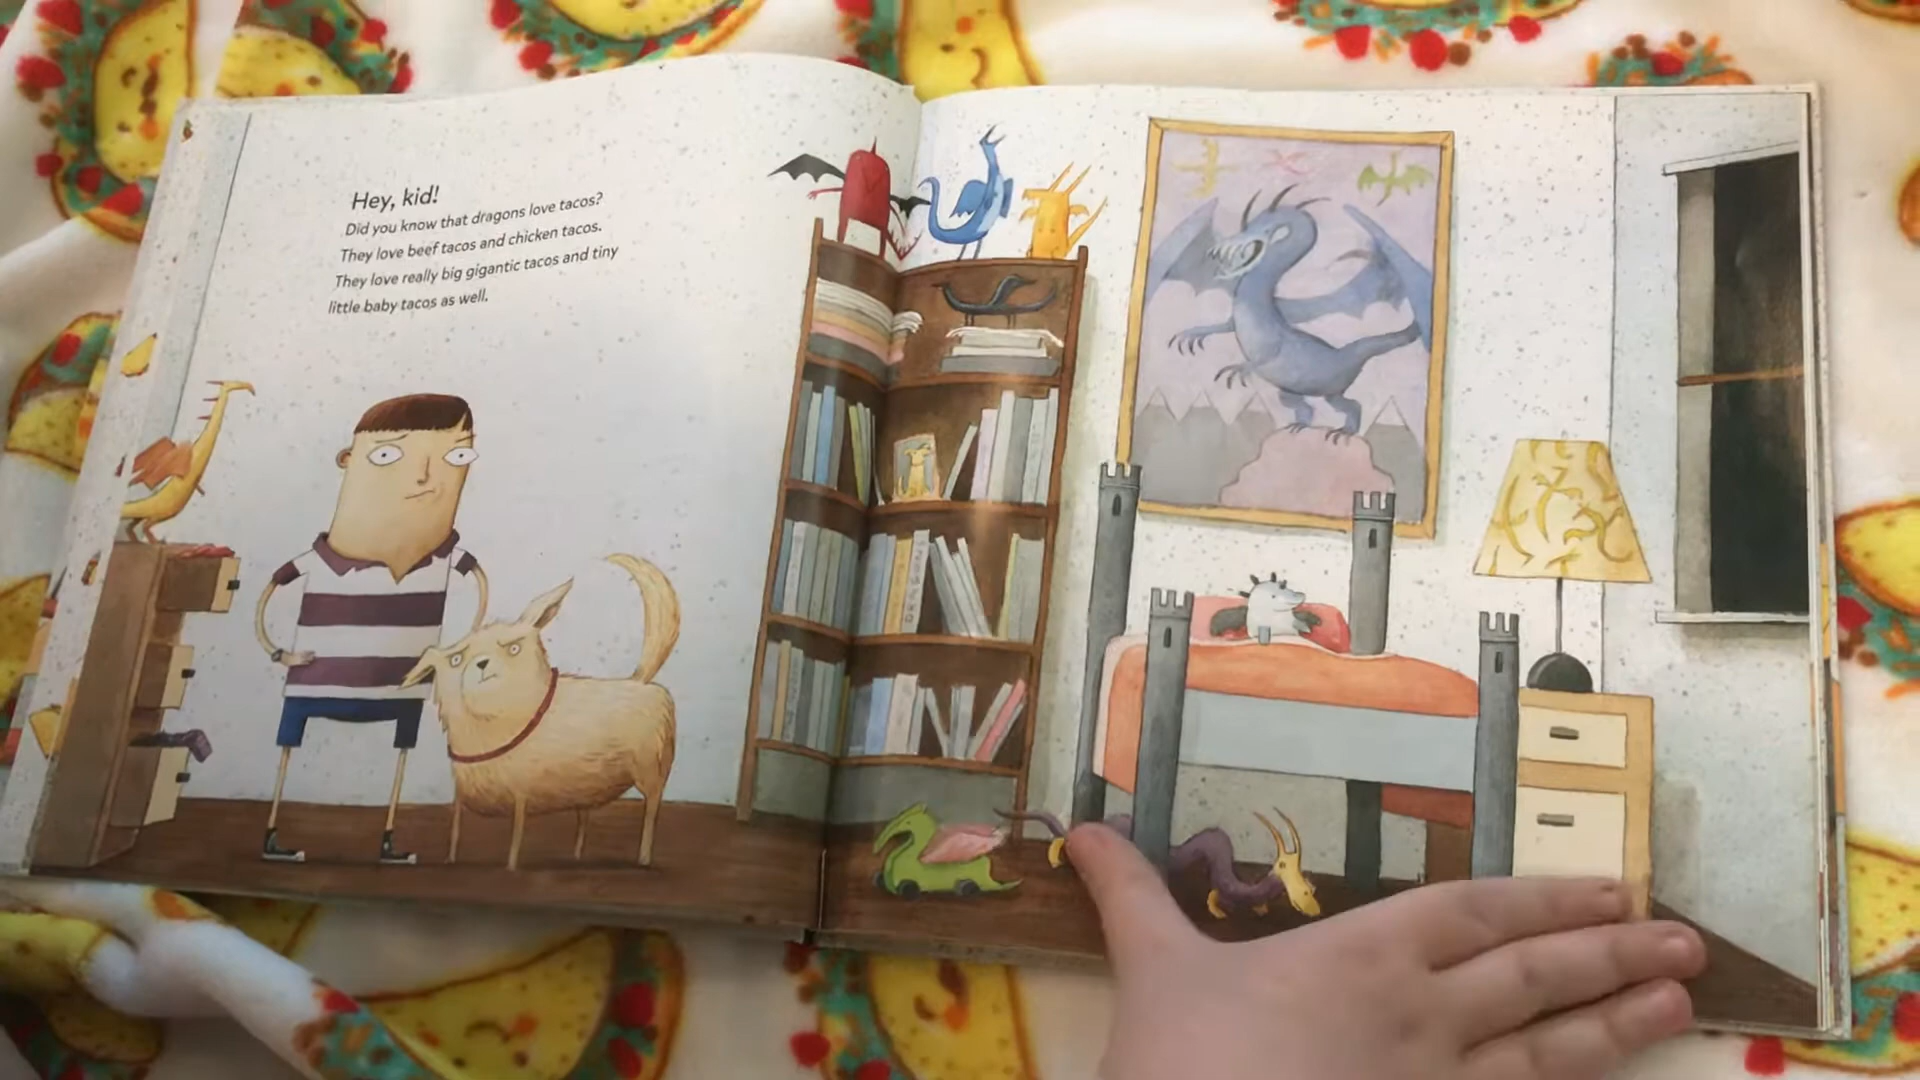 Hey, kid!
Did you know that dragons love tacos?
They love beef tacos and chicken tacos.
They love really big gigantic tacos and tiny
little baby tacos as well.